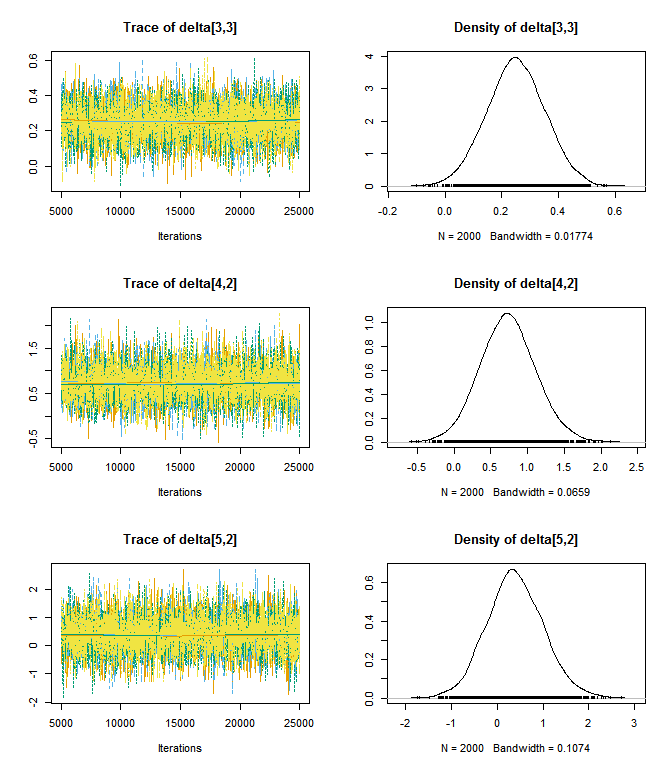 Trace of delta[3,3]
0.6
0.4
0.2
0.0
5000 10000 15000 20000 25000
Iterations
Density of delta[3,3]
4
3
2
1
0
-0.2 0.0 0.2 0.4 0.6
N = 2000 Bandwidth = 0.01774
Trace of delta[4,2]
1.5
0.5
-0.5
5000 10000 15000 20000 25000
Iterations
Density of delta[4,2]
1.0
0.8
0.6
0.4
0.2
0.0
-0.5 0.0 0.5 1.0 1.5 2.0 2.5
N = 2000 Bandwidth = 0.0659
Trace of delta[5,2]
2
1
0
-1
-2
5000 10000 15000 20000 25000
Iterations
Density of delta[5,2]
0.6
0.4
0.2
0.0
-2 -1 0 1 2 3
N = 2000 Bandwidth = 0.1074